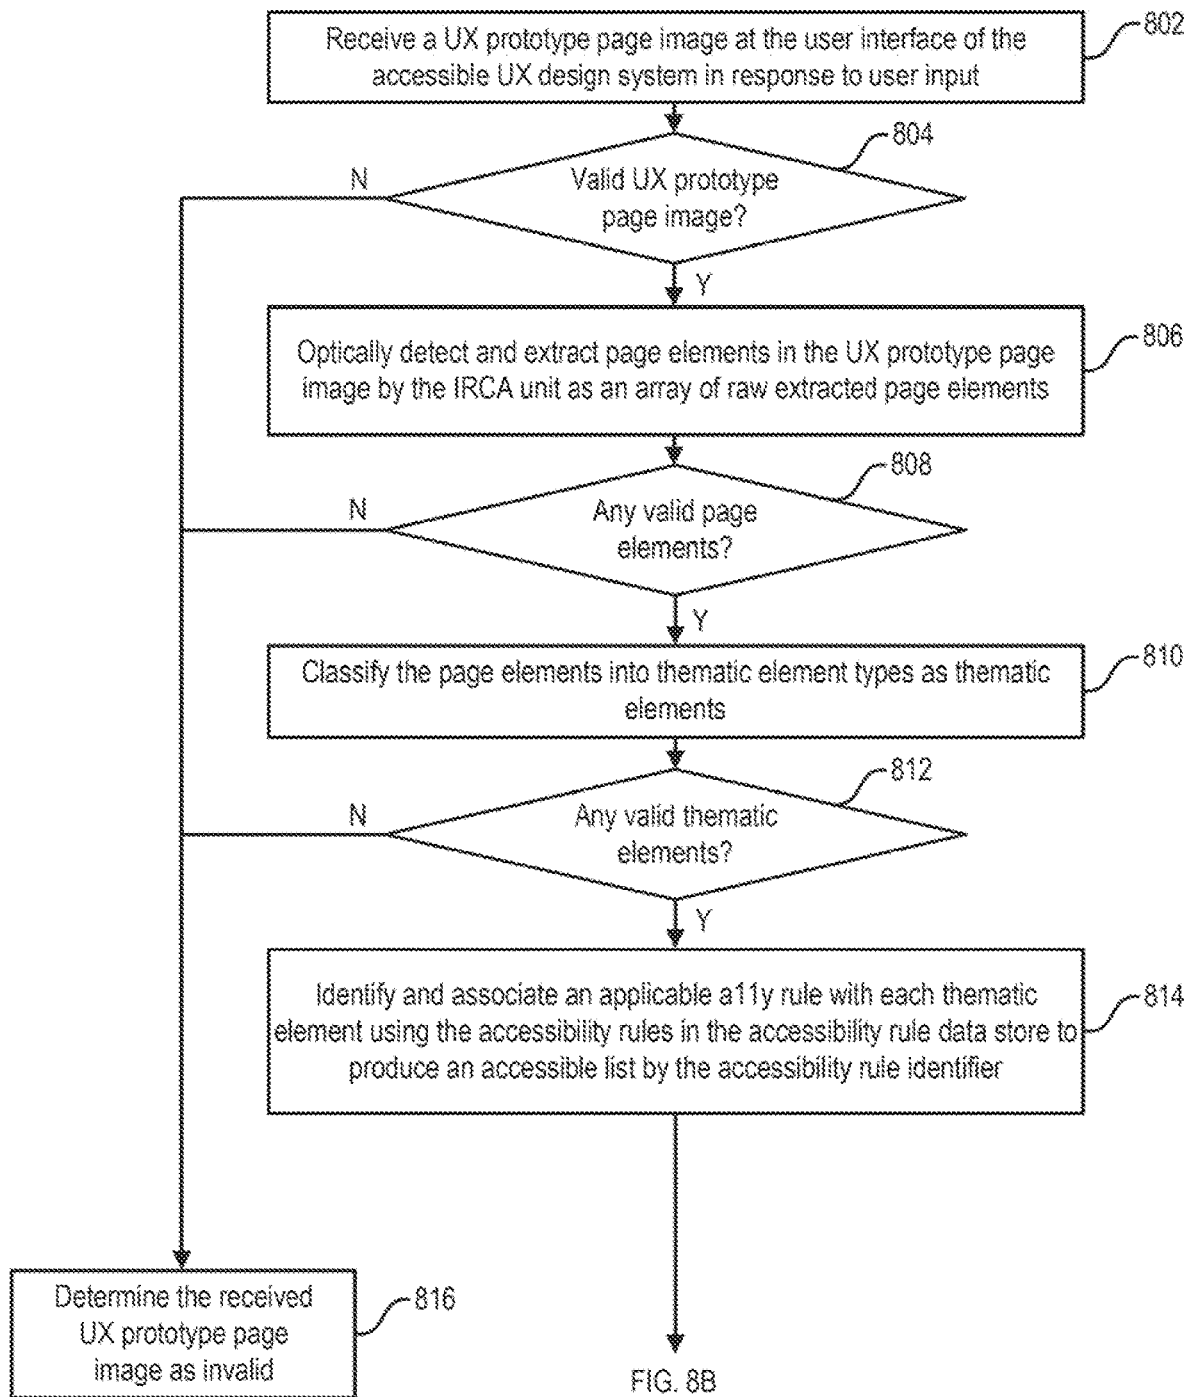 Receive a UX prototype page image at the user interface of the
accessible UX design system in response to user input
802
804
N
Valid UX prototype
page image?
Y
806
Optically detect and extract page elements in the UX prototype page
image by the IRCA unit as an array of raw extracted page elements
808
N
Any valid page
elements?
Y
810
Classify the page elements into thematic element types as thematic
elements
812
N
Any valid thematic
elements?
Y
814
Identify and associate an applicable a11y rule with each thematic
element using the accessibility rules in the accessibility rule data store to
produce an accessible list by the accessibility rule identifier
Determine the received
UX prototype page
image as invalid
816
FIG. 8B